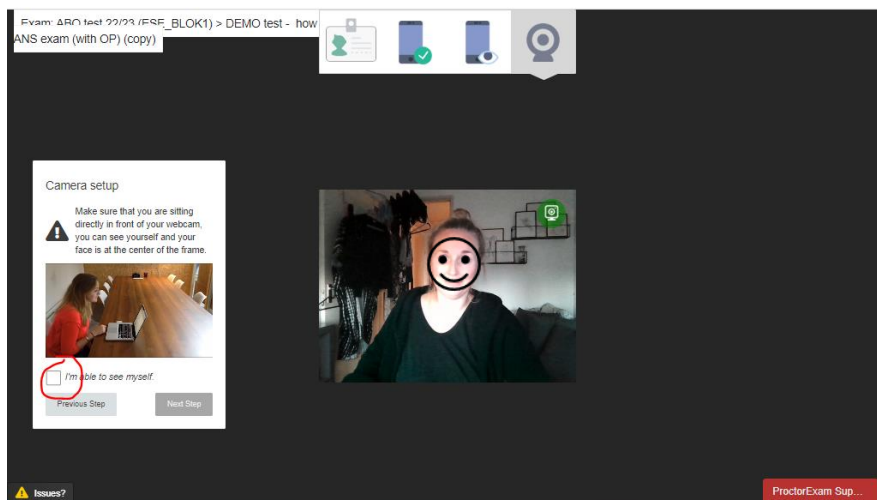 Exam: ABO test 22/23 (ESE_BLOK1) > DEMO test - how
ANS exam (with OP) (copy)
Camera setup
Make sure that you are sitting
directly in front of your webcam,
you can see yourself and your
face is at the center of the frame.
I'm able to see myself.
Previous Step
Next Step
Issues?
ProctorExam Sup...